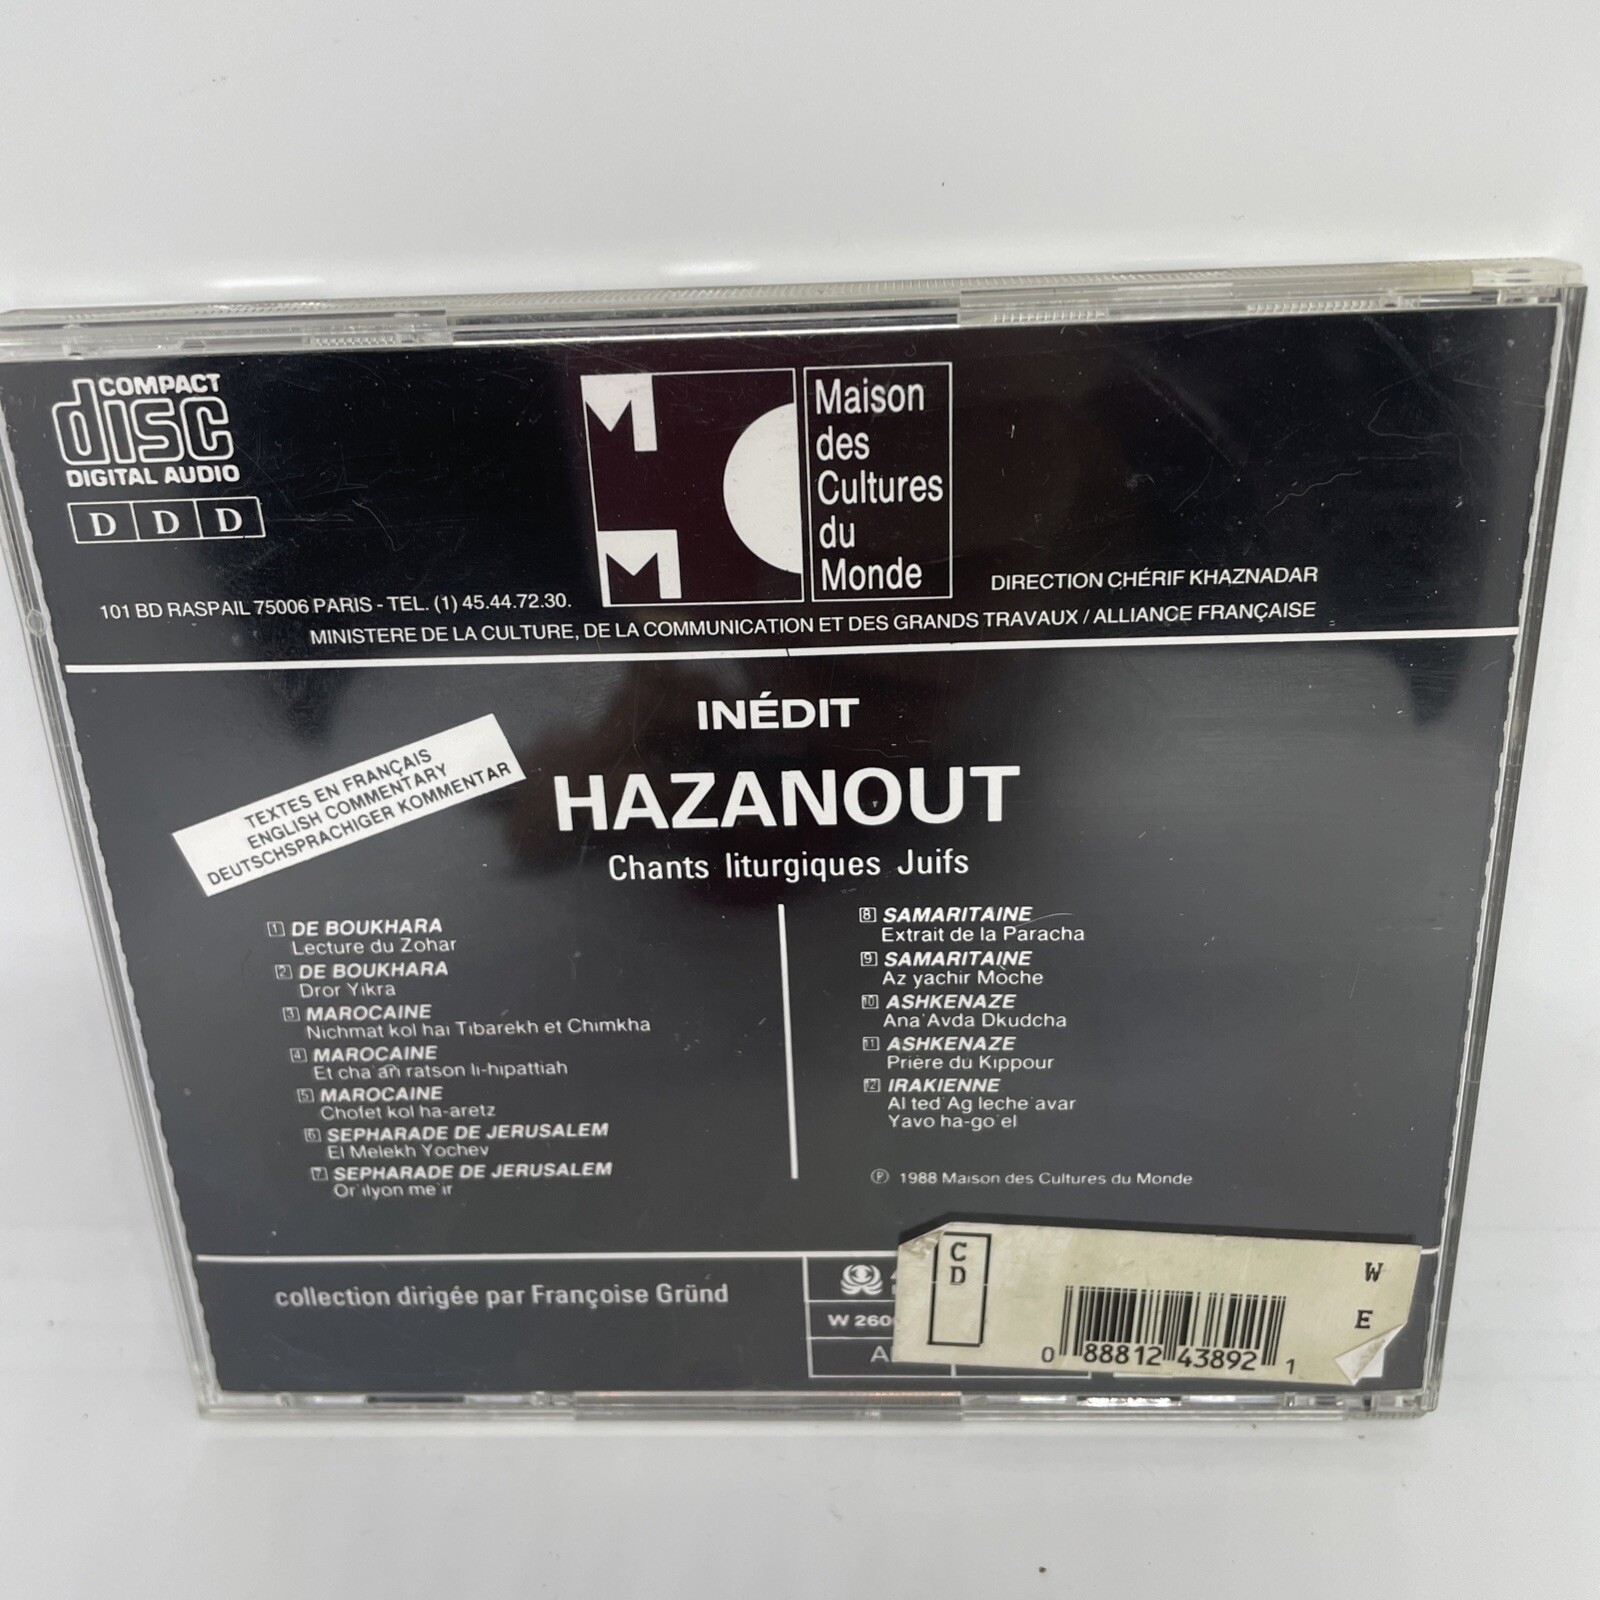 COMPACT
disc
DIGITAL AUDIO
D D D
M
M
Maison
des
Cultures
du
Monde
101 BD RASPAIL 75006 PARIS - TEL. (1) 45.44.72.30.
DIRECTION CHÉRIF KHAZNADAR
MINISTERE DE LA CULTURE, DE LA COMMUNICATION ET DES GRANDS TRAVAUX / ALLIANCE FRANÇAISE
INÉDIT
TEXTES EN FRANÇAIS
ENGLISH COMMENTARY
DEUTSCHSPRACHIGER KOMMENTAR
HAZANOUT
Chants liturgiques Juifs
1 DE BOUKHARA
Lecture du Zohar
2 DE BOUKHARA
Dror Yikra
3 MAROCAINE
Nichmat kol hai Tibarekh et Chimkha
4 MAROCAINE
Et cha'añ ratson li-hipattiah
5 MAROCAINE
Chofet kol ha-aretz
6 SEPHARADE DE JERUSALEM
El Melekh Yochev
7 SEPHARADE DE JERUSALEM
Or'ilyon me'ir
8 SAMARITAINE
Extrait de la Paracha
9 SAMARITAINE
Az yachir Moche
10 ASHKENAZE
Ana'Avda Dkudcha
11 ASHKENAZE
Prière du Kippour
12 IRAKIENNE
Al ted'Ag leche'avar
Yavo ha-go'el
℗ 1988 Maison des Cultures du Monde
collection dirigée par Françoise Gründ
W 260
CD
W
E
0 88812 43892 1